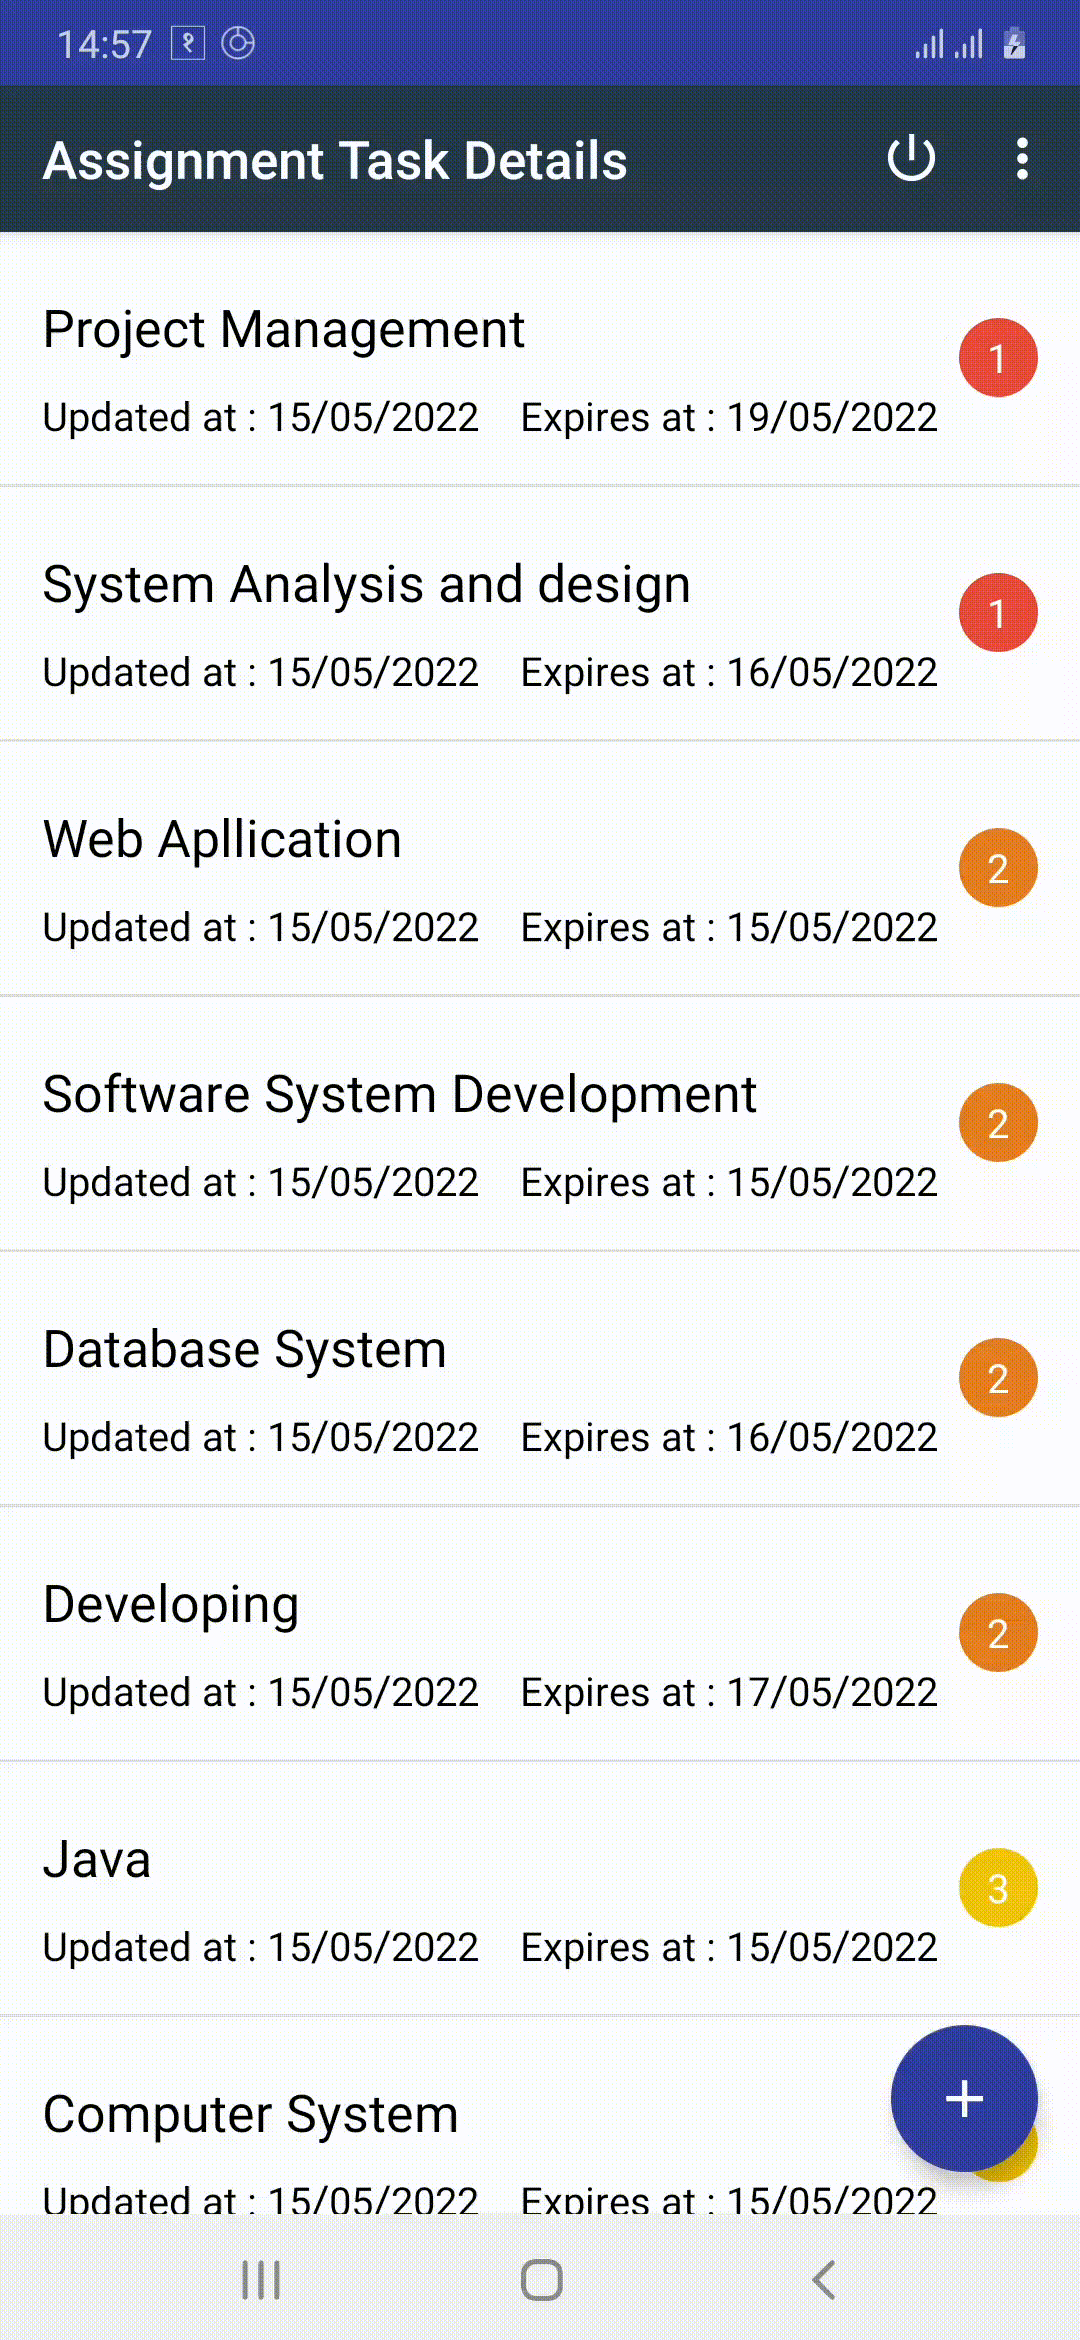 14:57 १
Assignment Task Details
Project Management
1
Updated at : 15/05/2022 Expires at : 19/05/2022
System Analysis and design
1
Updated at : 15/05/2022 Expires at : 16/05/2022
Web Apllication
2
Updated at : 15/05/2022 Expires at : 15/05/2022
Software System Development
2
Updated at : 15/05/2022 Expires at : 15/05/2022
Database System
2
Updated at : 15/05/2022 Expires at : 16/05/2022
Developing
2
Updated at : 15/05/2022 Expires at : 17/05/2022
Java
3
Updated at : 15/05/2022 Expires at : 15/05/2022
Computer System
Updated at : 15/05/2022 Expires at : 15/05/2022